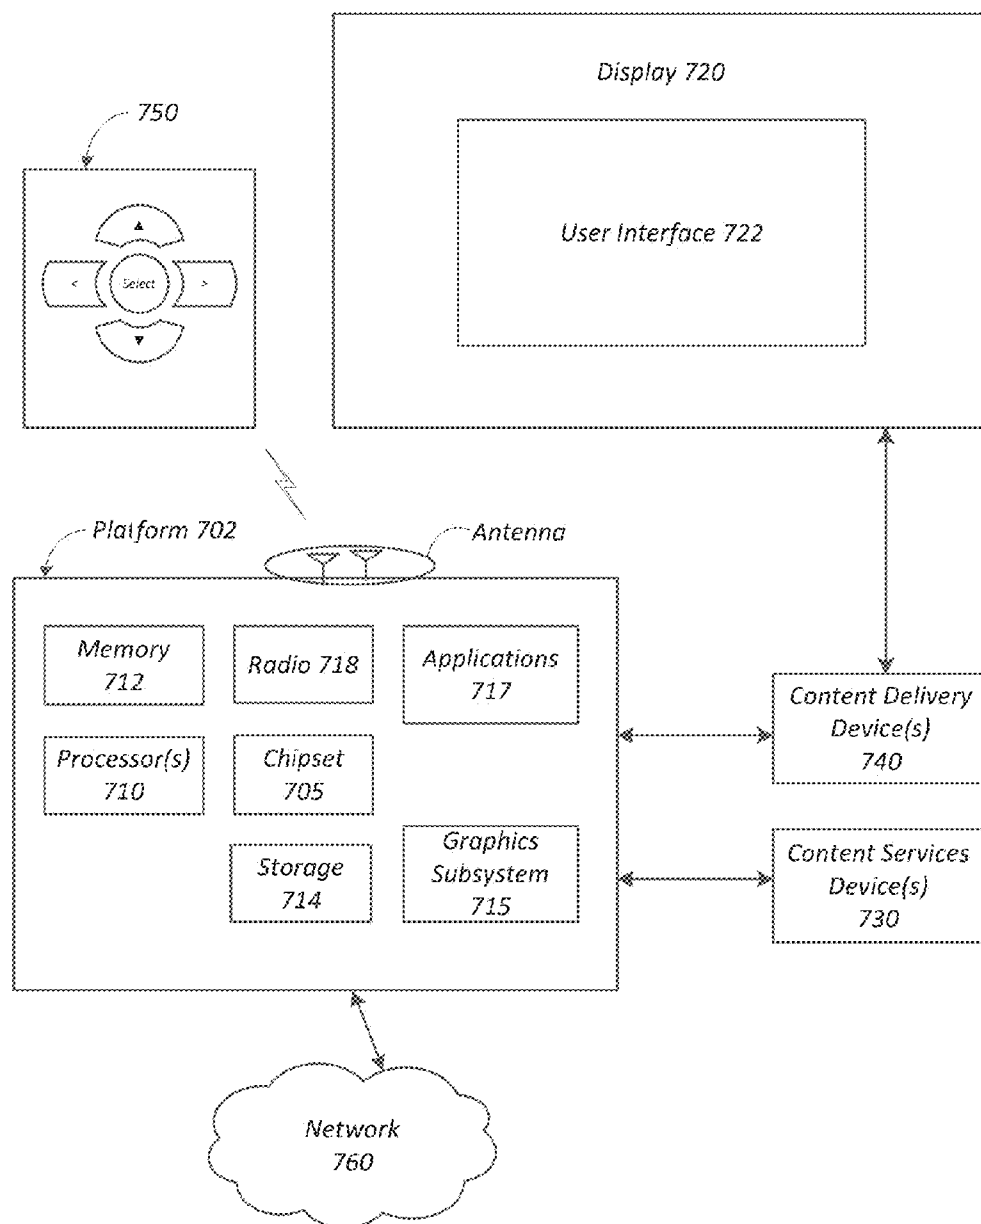 Display 720
750
User Interface 722
<
Select
>
Platform 702
Antenna
Memory
712
Radio 718
Applications
717
Processor(s)
710
Chipset
705
Storage
714
Graphics
Subsystem
715
Content Delivery
Device(s)
740
Content Services
Device(s)
730
Network
760